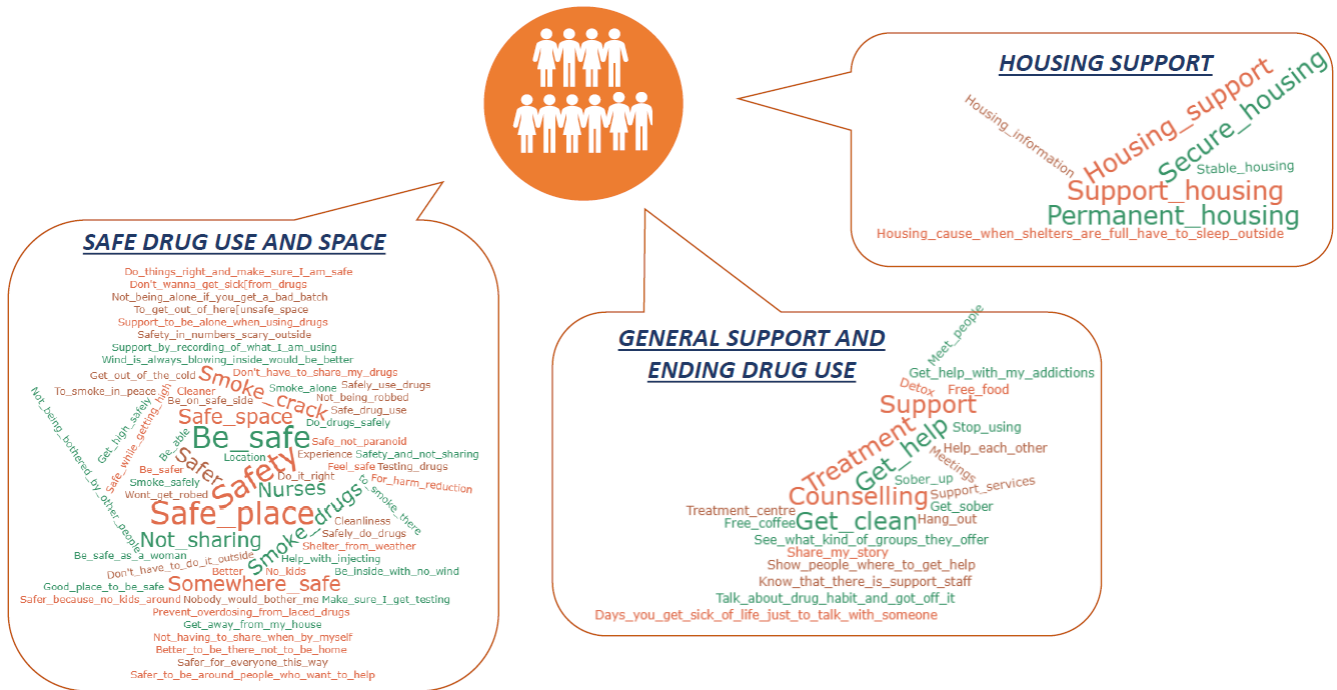 HOUSING SUPPORT
Housing_support
Secure_housing
Housing_information
Stable_housing
Support_housing
Permanent_housing
Housing_cause_when_shelters_are_full_have_to_sleep_outside
SAFE DRUG USE AND SPACE
Do_things_right_and_make_sure_I_am_safe
Don't_wanna_get_sick[from_drugs
Not_being_alone_if_you_get_a_bad_batch
To_get_out_of_here[unsafe_space
Support_to_be_alone_when_using_drugs
Safety_in_numbers_scary_outside
Support_by_recording_of_what_I_am_using
Wind_is_always_blowing_inside_would_be_better
Get_out_of_the_cold
Smoke_crack
Don't_have_to_share_my_drugs
To_smoke_in_peace
Cleaner
Smoke_alone
Safely_use_drugs
Be_on_safe_side
Not_being_robbed
Not_being_bothered_by_other_people
Get_high_safely
Safe_while_getting_high
Safe_space
Safe_drug_use
Do_drugs_safely
Be_able
Be_safe
Safe_not_paranoid
Safer
Location
Experience
Safety_and_not_sharing
Be_safer
Safety
Feel_safe
Testing_drugs
Do_it_right
For_harm_reduction
Smoke_safely
Wont_get_robed
Nurses
to_smoke_there
Safe_place
Smoke_drugs
Cleanliness
Safely_do_drugs
Not_sharing
Shelter_from_weather
Be_safe_as_a_woman
Don't_have_to_do_it_outside
Help_with_injecting
Better
No_kids
Be_inside_with_no_wind
Good_place_to_be_safe
Somewhere_safe
Safer_because_no_kids_around
Nobody_would_bother_me
Make_sure_I_get_testing
Prevent_overdosing_from_laced_drugs
Get_away_from_my_house
Not_having_to_share_when_by_myself
Better_to_be_there_not_to_be_home
Safer_for_everyone_this_way
Safer_to_be_around_people_who_want_to_help
GENERAL SUPPORT AND
ENDING DRUG USE
Meet_people
Get_help_with_my_addictions
Detox
Free_food
Support
Treatment
Get_help
Stop_using
Help_each_other
Meetings
Sober_up
Counselling
Support_services
Treatment_centre
Get_sober
Free_coffee
Get_clean
Hang_out
See_what_kind_of_groups_they_offer
Share_my_story
Show_people_where_to_get_help
Know_that_there_is_support_staff
Talk_about_drug_habit_and_got_off_it
Days_you_get_sick_of_life_just_to_talk_with_someone